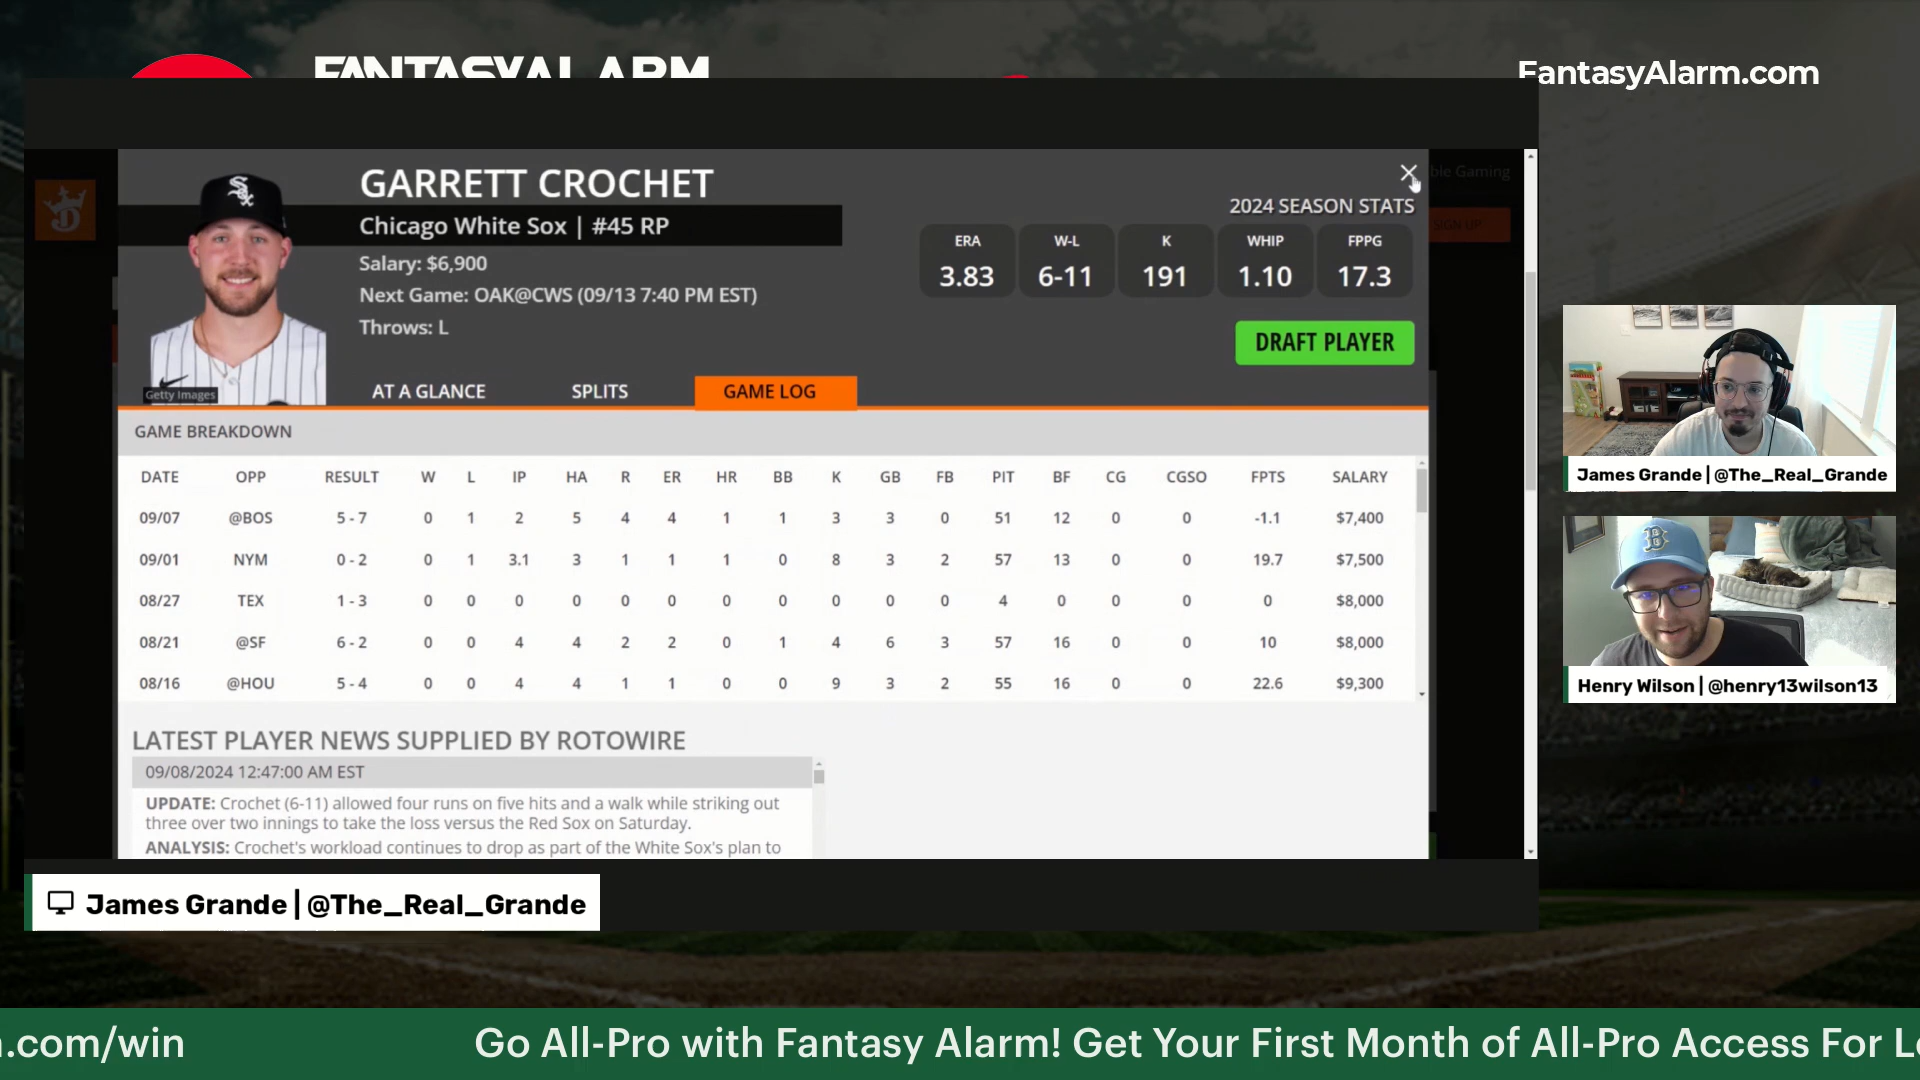 FANTASYALARM
FantasyAlarm.com
GARRETT CROCHET
Chicago White Sox | #45 RP
Salary: $6,900
Next Game: OAK@CWS (09/13 7:40 PM EST)
Throws: L
Getty Images
2024 SEASON STATS
ERA W-L K WHIP FPPG
3.83 6-11 191 1.10 17.3
DRAFT PLAYER
ble Gaming
SIGN UP
AT A GLANCE SPLITS GAME LOG
GAME BREAKDOWN
DATE OPP RESULT W L IP HA R ER HR BB K GB FB PIT BF CG CGSO FPTS SALARY
09/07 @BOS 5 - 7 0 1 2 5 4 4 1 1 3 3 0 51 12 0 0 -1.1 $7,400
09/01 NYM 0 - 2 0 1 3.1 3 1 1 1 0 8 3 2 57 13 0 0 19.7 $7,500
08/27 TEX 1 - 3 0 0 0 0 0 0 0 0 0 0 0 4 0 0 0 0 $8,000
08/21 @SF 6 - 2 0 0 4 4 2 2 0 1 4 6 3 57 16 0 0 10 $8,000
08/16 @HOU 5 - 4 0 0 4 4 1 1 0 0 9 3 2 55 16 0 0 22.6 $9,300
LATEST PLAYER NEWS SUPPLIED BY ROTOWIRE
09/08/2024 12:47:00 AM EST
UPDATE: Crochet (6-11) allowed four runs on five hits and a walk while striking out
three over two innings to take the loss versus the Red Sox on Saturday.
ANALYSIS: Crochet's workload continues to drop as part of the White Sox's plan to
James Grande | @The_Real_Grande
Henry Wilson | @henry13wilson13
James Grande | @The_Real_Grande
.com/win Go All-Pro with Fantasy Alarm! Get Your First Month of All-Pro Access For L